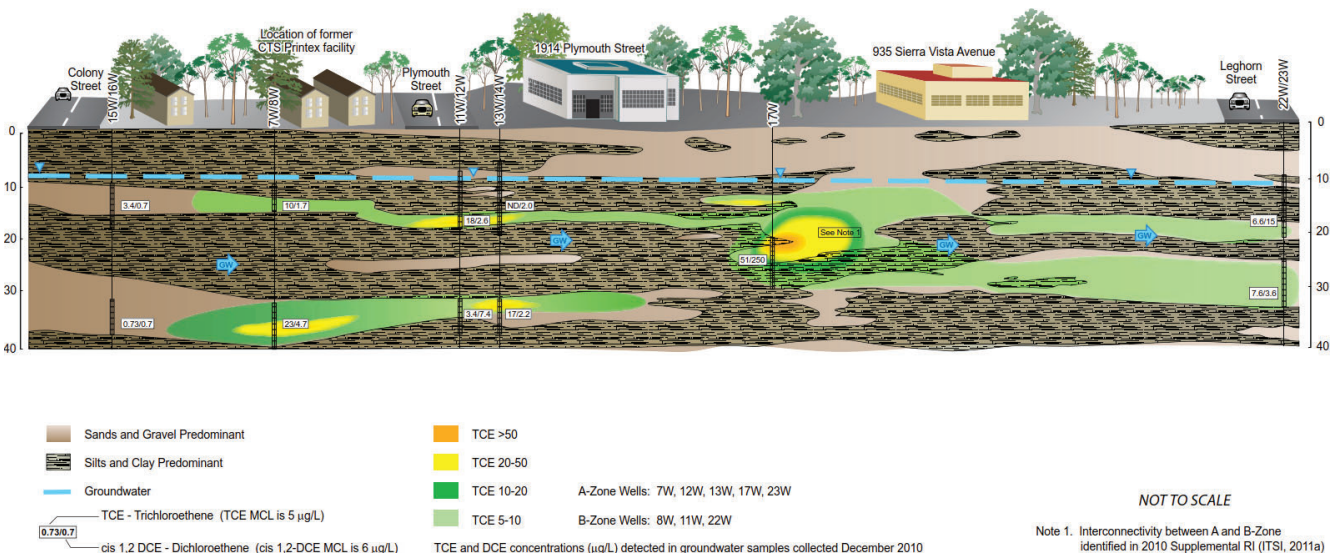 Location of former
CTS Printex facility
1914 Plymouth Street
935 Sierra Vista Avenue
Colony
Street
Plymouth
Street
Leghorn
Street
15W/16W
7W/8W
11W/12W
13W/14W
17W
22W/23W
0
0
10
10
20
20
30
30
40
40
3.4/0.7
10/1.7
18/2.6
ND/2.0
See Note 1
6.6/15
GW
GW
GW
GW
51/250
7.6/3.6
0.73/0.7
23/4.7
3.4/7.4
17/2.2
Sands and Gravel Predominant
Silts and Clay Predominant
Groundwater
TCE - Trichloroethene (TCE MCL is 5 µg/L)
0.73/0.7
cis 1,2 DCE - Dichloroethene (cis 1,2-DCE MCL is 6 µg/L)
TCE >50
TCE 20-50
TCE 10-20
TCE 5-10
A-Zone Wells: 7W, 12W, 13W, 17W, 23W
B-Zone Wells: 8W, 11W, 22W
TCE and DCE concentrations (µg/L) detected in groundwater samples collected December 2010
NOT TO SCALE
Note 1. Interconnectivity between A and B-Zone
identified in 2010 Supplemental RI (ITSI, 2011a)